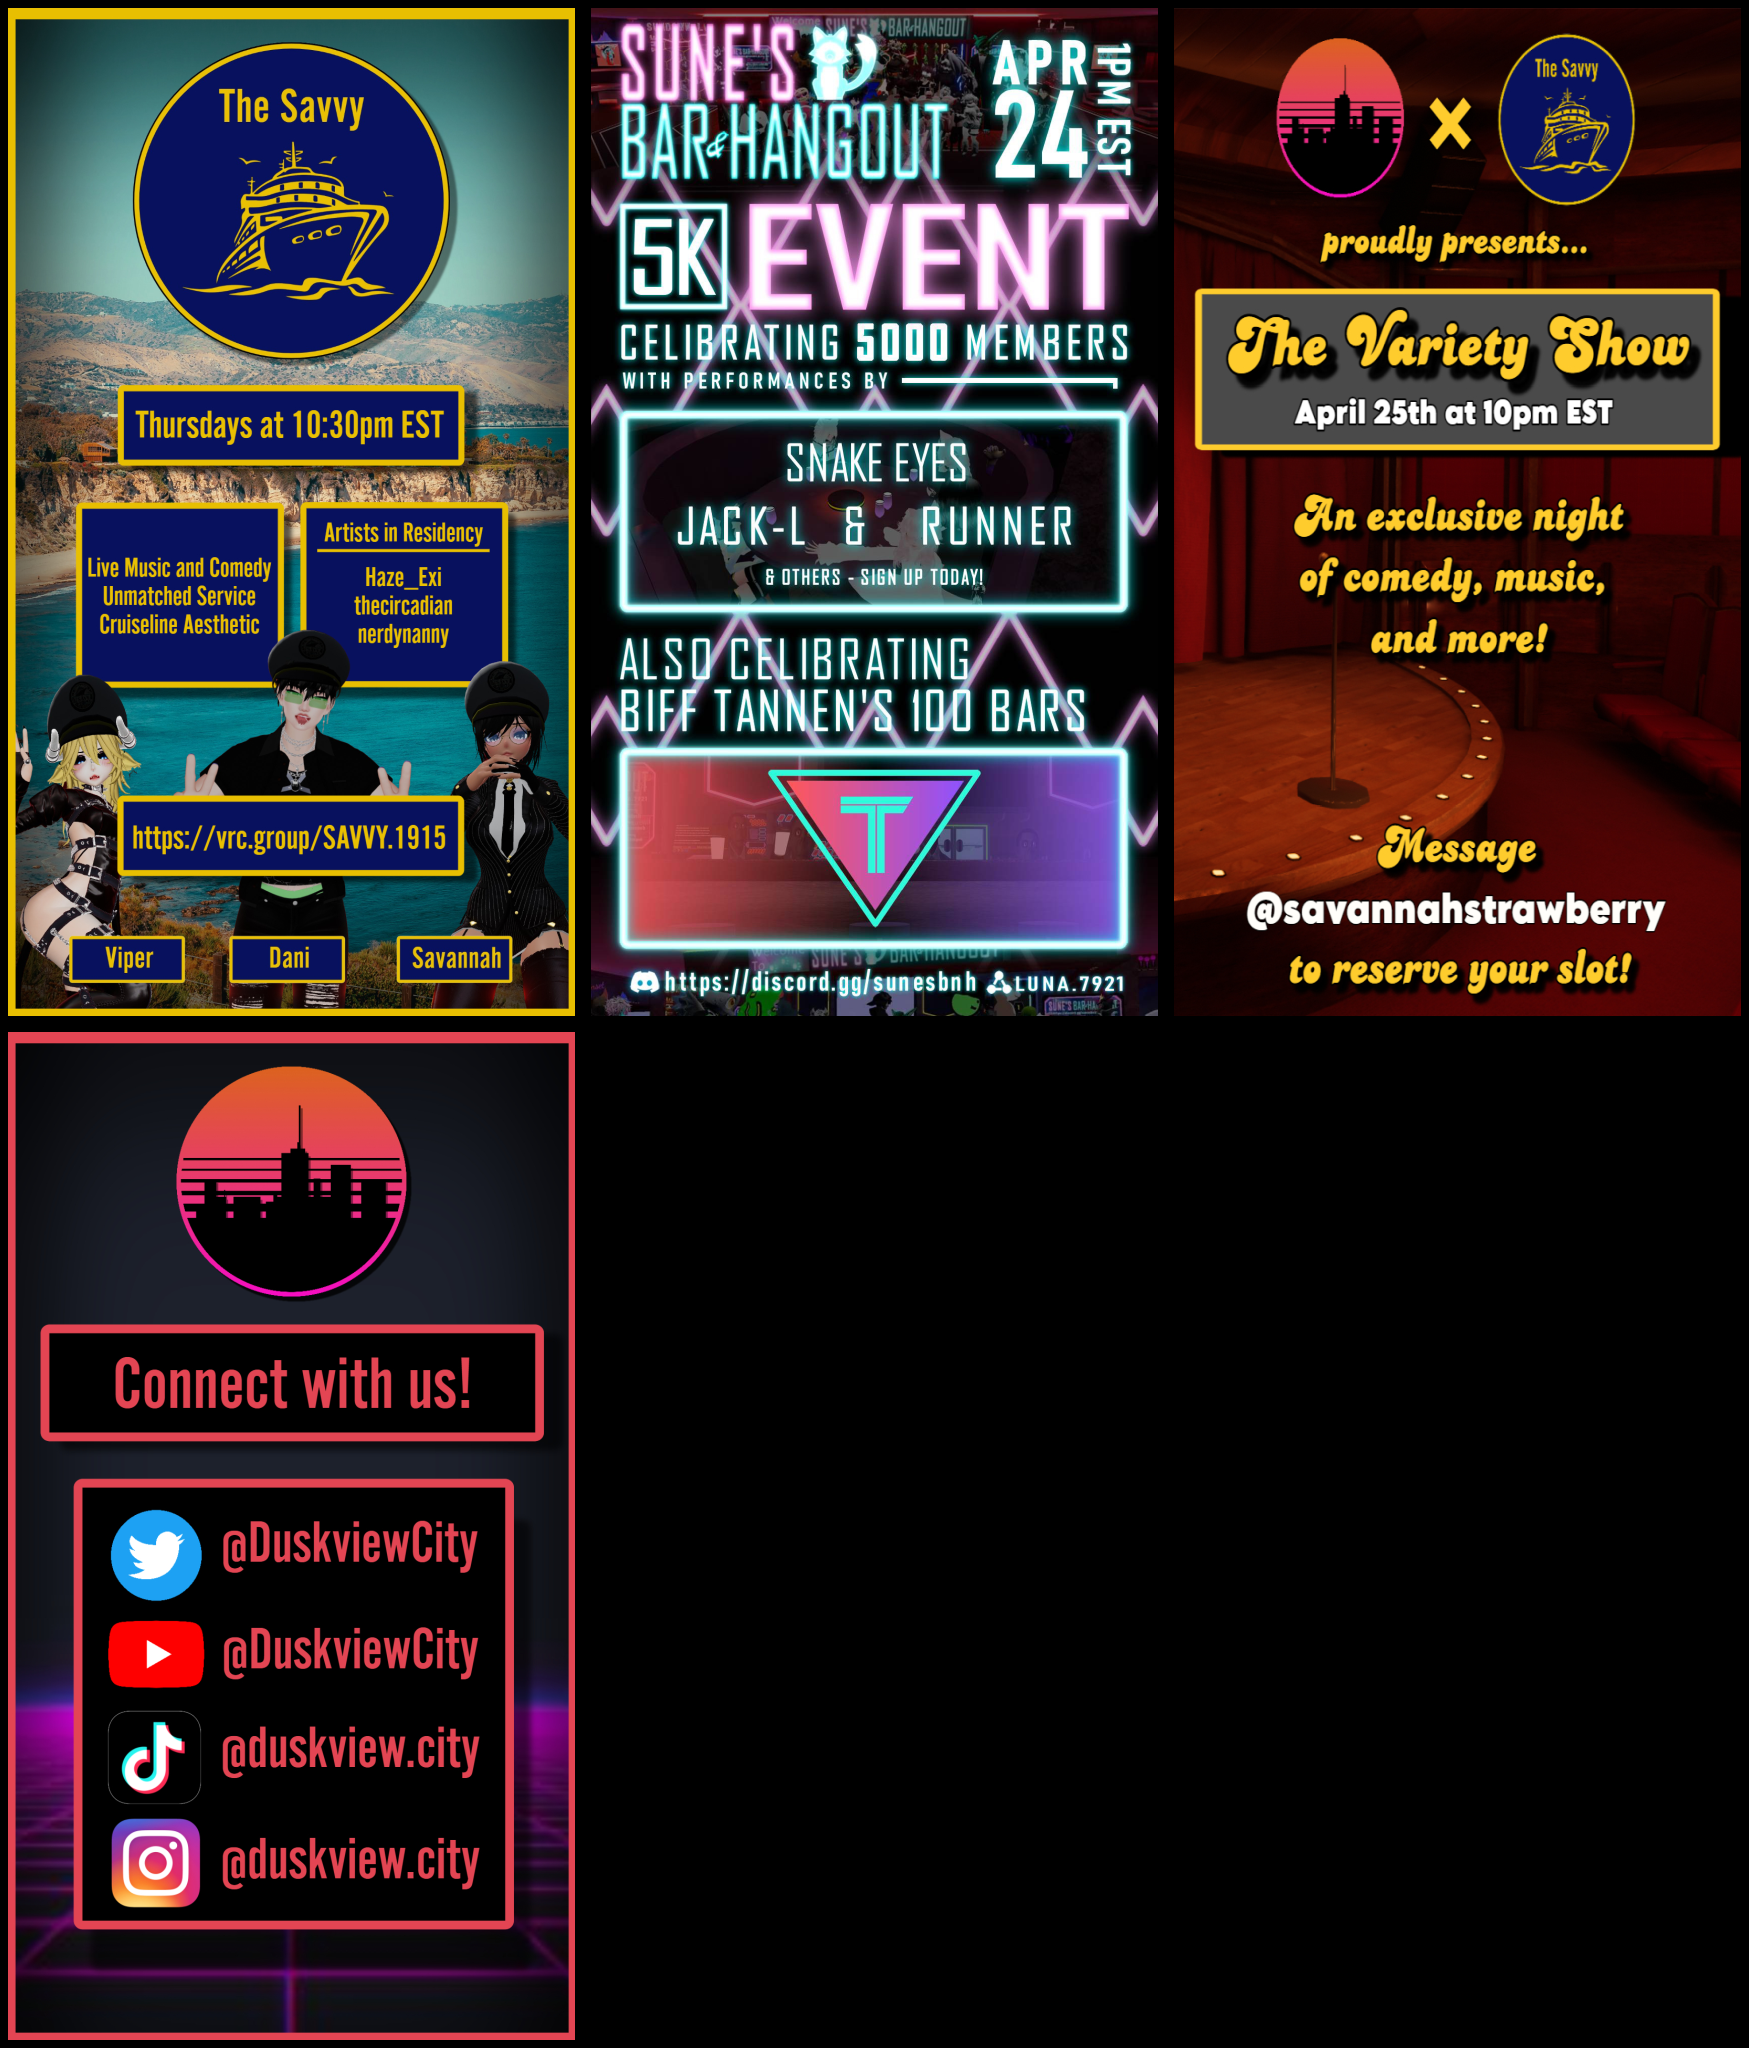 The Savvy
Thursdays at 10:30pm EST
Live Music and Comedy
Unmatched Service
Cruiseline Aesthetic
Artists in Residency
Haze_Exi
thecircadian
nerdynanny
https://vrc.group/SAVVY.1915
Viper
Dani
Savannah
SUNE'S
BAR & HANGOUT
APR
24
1PM EST
5K EVENT
CELIBRATING 5000 MEMBERS
WITH PERFORMANCES BY
SNAKE EYES
JACK-L & RUNNER
& OTHERS - SIGN UP TODAY!
ALSO CELIBRATING
BIFF TANNEN'S 100 BARS
T
https://discord.gg/sunesbnh LUNA.7921
The Savvy
X
proudly presents...
The Variety Show
April 25th at 10pm EST
An exclusive night
of comedy, music,
and more!
Message
@savannahstrawberry
to reserve your slot!
Connect with us!
@DuskviewCity
@DuskviewCity
@duskview.city
@duskview.city